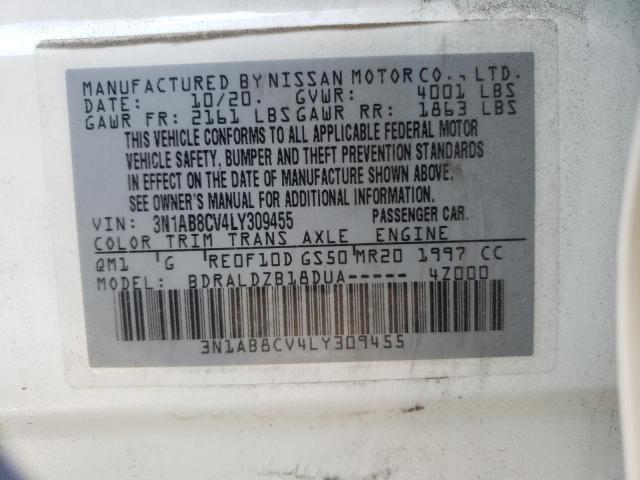 MANUFACTURED BY NISSAN MOTOR CO., LTD.
DATE: 10/20. GVWR: 4001 LBS
GAWR FR: 2161 LBS GAWR RR: 1863 LBS
THIS VEHICLE CONFORMS TO ALL APPLICABLE FEDERAL MOTOR
VEHICLE SAFETY, BUMPER AND THEFT PREVENTION STANDARDS
IN EFFECT ON THE DATE OF MANUFACTURE SHOWN ABOVE.
SEE OWNER'S MANUAL FOR ADDITIONAL INFORMATION.
VIN: 3N1AB8CV4LY309455 PASSENGER CAR.
COLOR TRIM TRANS AXLE ENGINE
QM1 G RE0F10D GS50 MR20 1997 CC
MODEL: BDRALDZB18DUA----- 4Z000
3N1AB8CV4LY309455